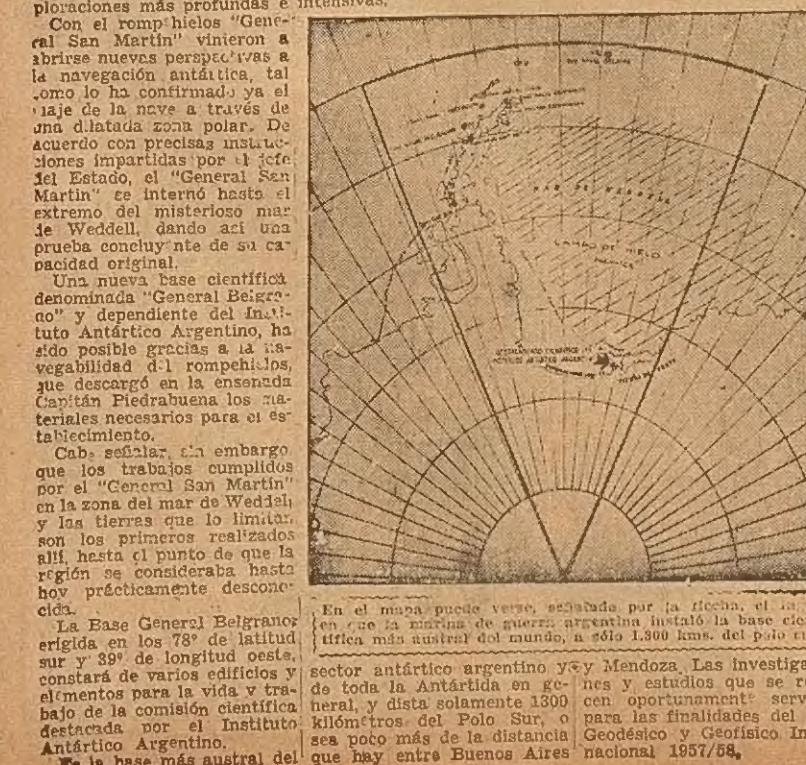 ploraciones más profundas e intensivas.
Con el rompehielos "Gene-
ral San Martín" vinieron a
abrirse nuevas perspectivas a
la navegación antártica, tal
como lo ha confirmado ya el
viaje de la nave a través de
una dilatada zona polar. De
acuerdo con precisas instruc-
ciones impartidas por el jefe
del Estado, el "General San
Martín" se internó hasta el
extremo del misterioso mar
de Weddell, dando así una
prueba concluyente de su ca-
pacidad original.
Una nueva base científica
denominada "General Belgra-
no" y dependiente del Insti-
tuto Antártico Argentino, ha
sido posible gracias a la na-
vegabilidad del rompehielos,
que descargó en la ensenada
Capitán Piedrabuena los ma-
teriales necesarios para el es-
tablecimiento.
Cabe señalar, sin embargo
que los trabajos cumplidos
por el "General San Martín"
en la zona del mar de Weddell
y las tierras que lo limitan,
son los primeros realizados
allí, hasta el punto de que la
región se consideraba hasta
hoy prácticamente descono-
cida.
La Base General Belgrano,
erigida en los 78º de latitud
sur y 39º de longitud oeste,
constará de varios edificios y
elementos para la vida y tra-
bajo de la comisión científica
destacada por el Instituto
Antártico Argentino.
Es la base más austral del
MAR DE WEDDELL
CAMPO DE HIELO
En el mapa puede verse, señalado por la flecha, el
en que la marina de guerra argentina instaló la base cien
tífica más austral del mundo, a sólo 1.300 kms. del polo
sector antártico argentino y
de toda la Antártida en ge-
neral, y dista solamente 1300
kilómetros del Polo Sur, o
sea poco más de la distancia
que hay entre Buenos Aires
y Mendoza. Las investiga
nes y estudios que se r
cen oportunamente serv
para las finalidades del
Geodésico y Geofísico In
nacional 1957/58.